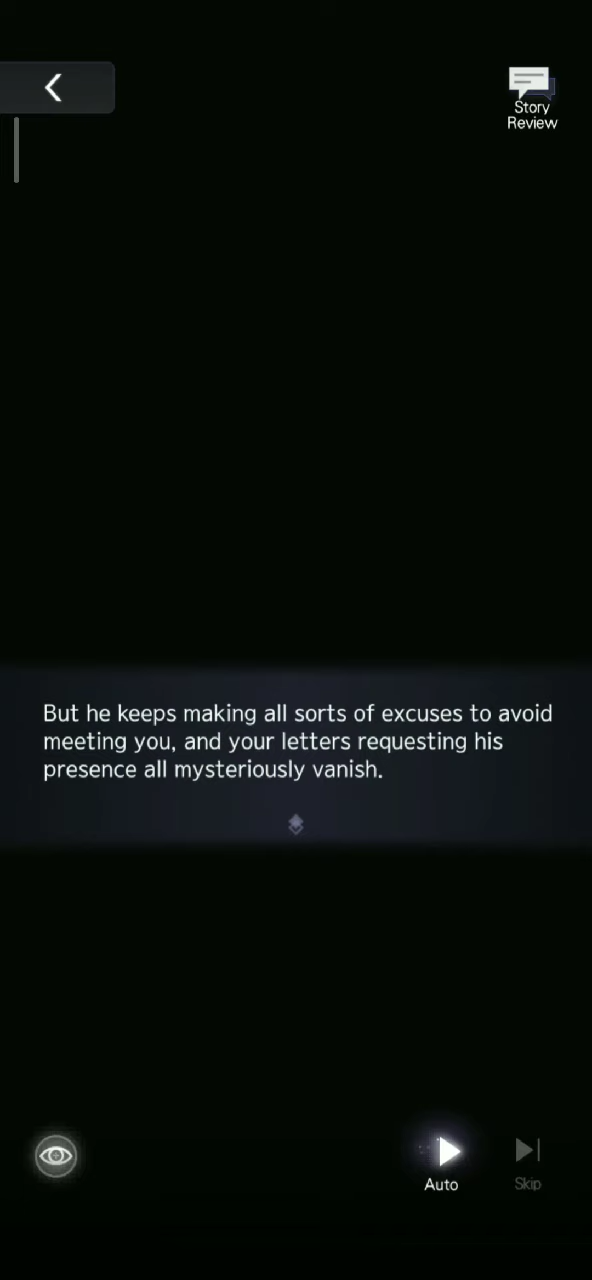 Story
Review
But he keeps making all sorts of excuses to avoid
meeting you, and your letters requesting his
presence all mysteriously vanish.
Auto
Skip